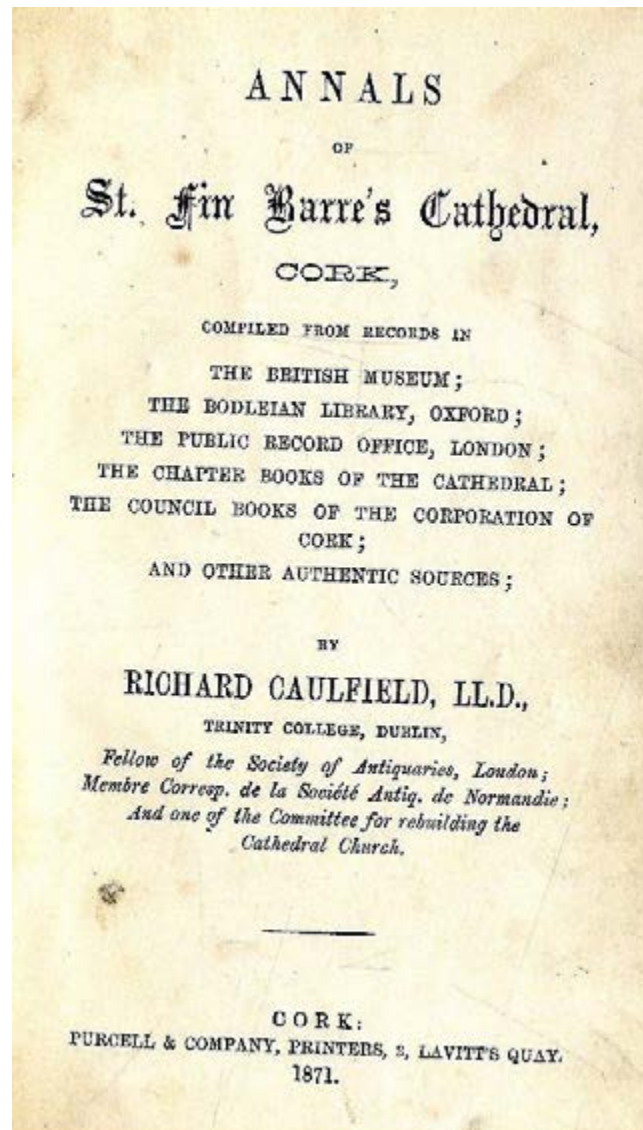 ANNALS
OF
St. Fin Barre's Cathedral,
CORK,
COMPILED FROM RECORDS IN
THE BRITISH MUSEUM;
THE BODLEIAN LIBRARY, OXFORD;
THE PUBLIC RECORD OFFICE, LONDON;
THE CHAPTER BOOKS OF THE CATHEDRAL;
THE COUNCIL BOOKS OF THE CORPORATION OF
CORK;
AND OTHER AUTHENTIC SOURCES;
BY
RICHARD CAULFIELD, LL.D.,
TRINITY COLLEGE, DUBLIN,
Fellow of the Society of Antiquaries, London;
Membre Corresp. de la Société Antiq. de Normandie;
And one of the Committee for rebuilding the
Cathedral Church.
CORK:
PURCELL & COMPANY, PRINTERS, 2, LAVITT'S QUAY.
1871.